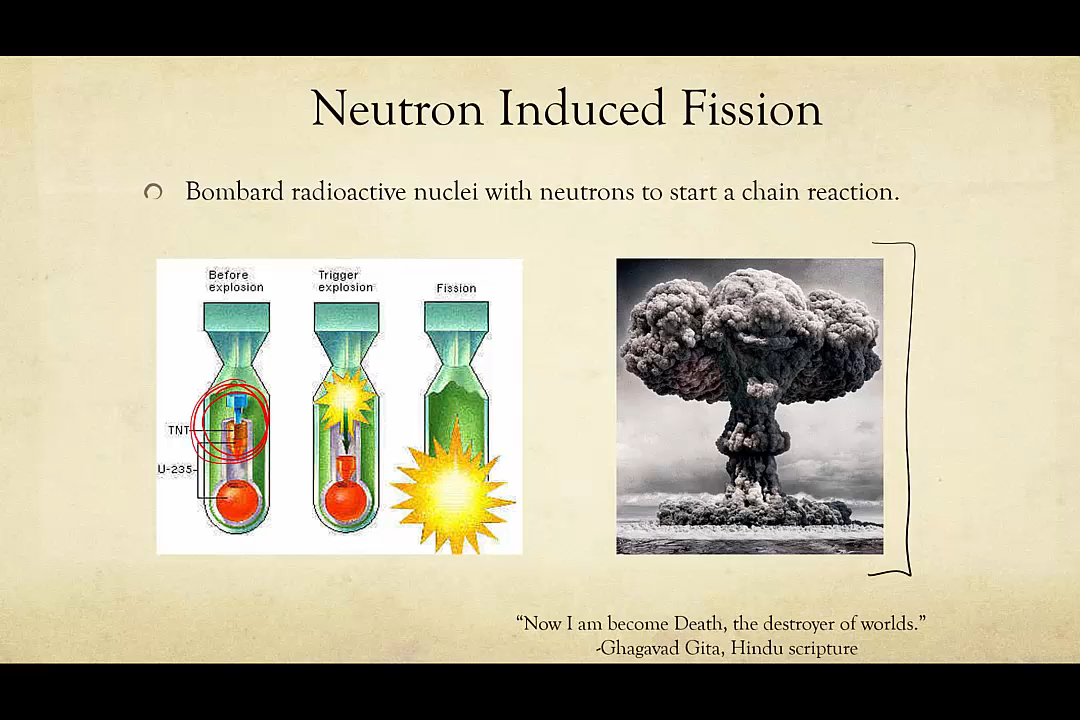 Neutron Induced Fission
Bombard radioactive nuclei with neutrons to start a chain reaction.
Before
explosion
Trigger
explosion
Fission
TNT
U-235
“Now I am become Death, the destroyer of worlds.”
-Ghagavad Gita, Hindu scripture